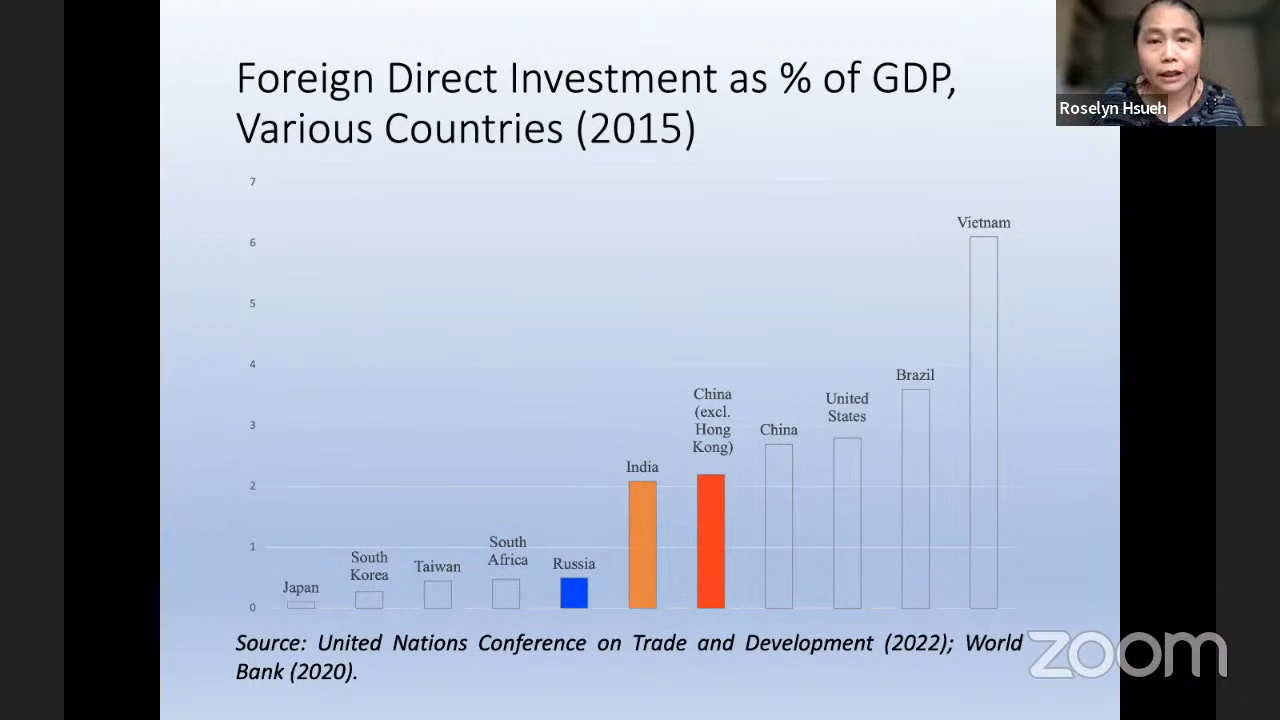 Foreign Direct Investment as % of GDP,
Various Countries (2015)
Roselyn Hsueh
7
6
5
4
3
2
1
0
Japan
South
Korea
Taiwan
South
Africa
Russia
India
China
(excl.
Hong
Kong)
China
United
States
Brazil
Vietnam
Source: United Nations Conference on Trade and Development (2022); World
Bank (2020).
zoom